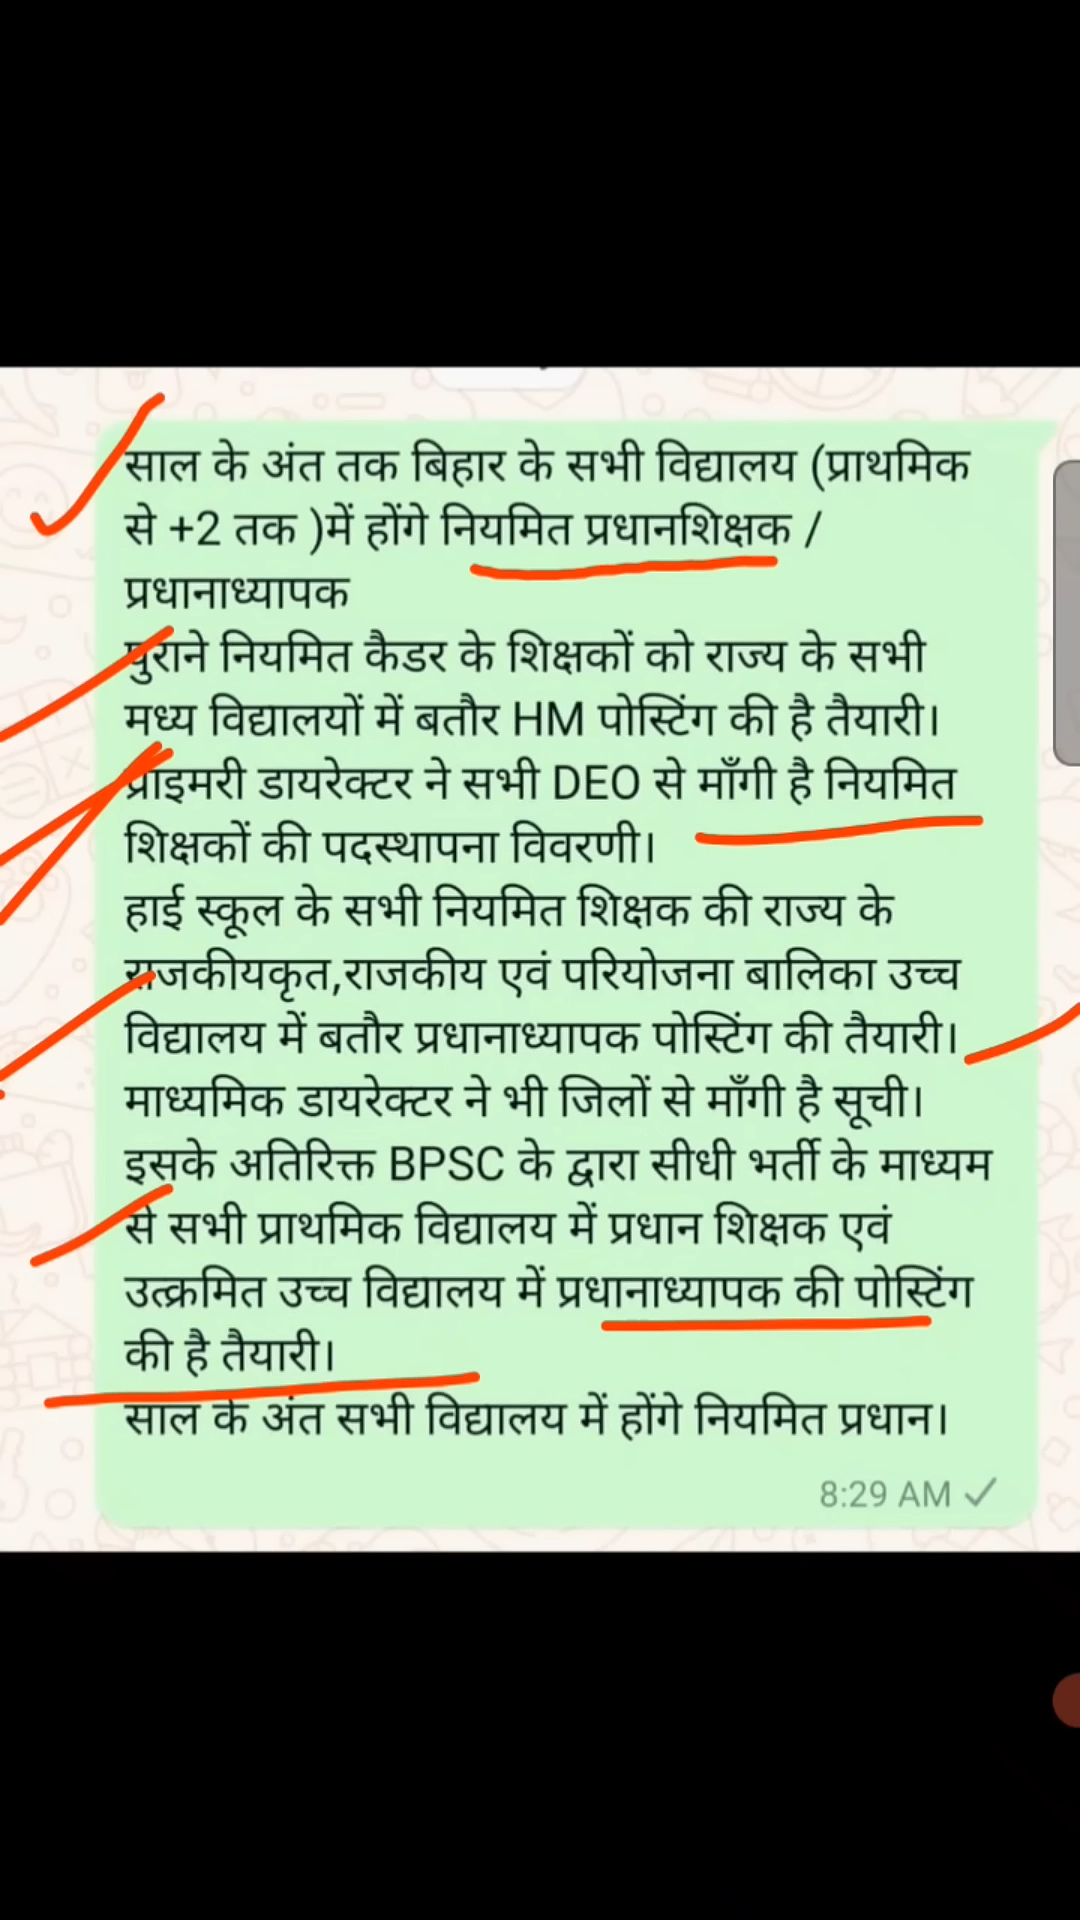 साल के अंत तक बिहार के सभी विद्यालय (प्राथमिक
से +2 तक )में होंगे नियमित प्रधानशिक्षक /
प्रधानाध्यापक
पुराने नियमित कैडर के शिक्षकों को राज्य के सभी
मध्य विद्यालयों में बतौर HM पोस्टिंग की है तैयारी।
प्राइमरी डायरेक्टर ने सभी DEO से माँगी है नियमित
शिक्षकों की पदस्थापना विवरणी।
हाई स्कूल के सभी नियमित शिक्षक की राज्य के
राजकीयकृत,राजकीय एवं परियोजना बालिका उच्च
विद्यालय में बतौर प्रधानाध्यापक पोस्टिंग की तैयारी।
माध्यमिक डायरेक्टर ने भी जिलों से माँगी है सूची।
इसके अतिरिक्त BPSC के द्वारा सीधी भर्ती के माध्यम
से सभी प्राथमिक विद्यालय में प्रधान शिक्षक एवं
उत्क्रमित उच्च विद्यालय में प्रधानाध्यापक की पोस्टिंग
की है तैयारी।
साल के अंत सभी विद्यालय में होंगे नियमित प्रधान।
8:29 AM